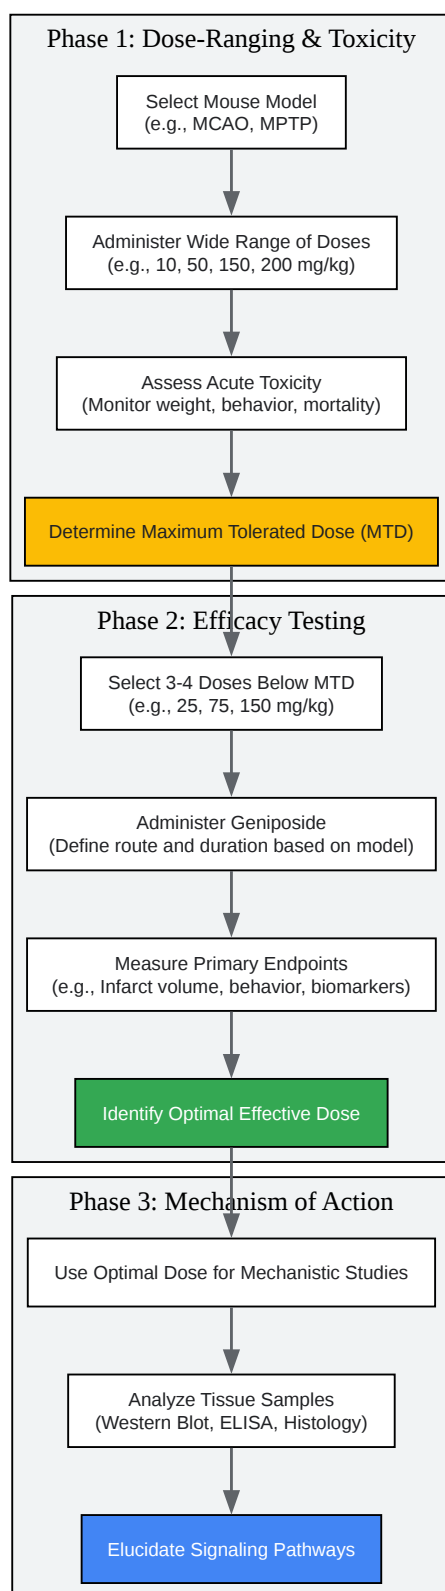 Phase 1: Dose-Ranging & Toxicity
Select Mouse Model
(e.g., MCAO, MPTP)
Administer Wide Range of Doses
(e.g., 10, 50, 150, 200 mg/kg)
Assess Acute Toxicity
(Monitor weight, behavior, mortality)
Determine Maximum Tolerated Dose (MTD)
Phase 2: Efficacy Testing
Select 3-4 Doses Below MTD
(e.g., 25, 75, 150 mg/kg)
Administer Geniposide
(Define route and duration based on model)
Measure Primary Endpoints
(e.g., Infarct volume, behavior, biomarkers)
Identify Optimal Effective Dose
Phase 3: Mechanism of Action
Use Optimal Dose for Mechanistic Studies
Analyze Tissue Samples
(Western Blot, ELISA, Histology)
Elucidate Signaling Pathways